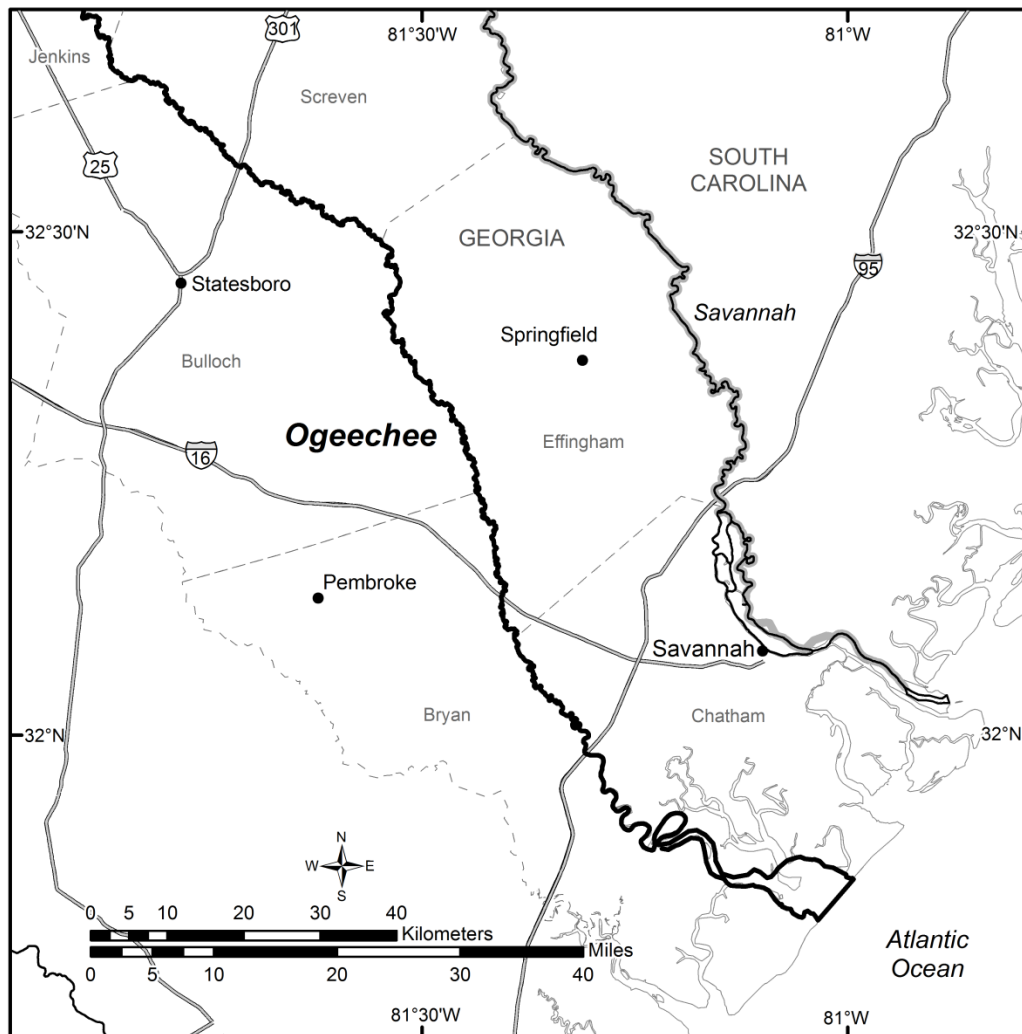 81°30'W
81°W
301
Jenkins
Screven
25
SOUTH
CAROLINA
32°30'N
32°30'N
GEORGIA
95
Statesboro
Savannah
Springfield
Bulloch
Ogeechee
Effingham
16
Pembroke
Savannah
Bryan
Chatham
32°N
32°N
N
W E
S
0 5 10 20 30 40
Kilometers
Miles
0 5 10 20 30 40
Atlantic
Ocean
81°30'W
81°W